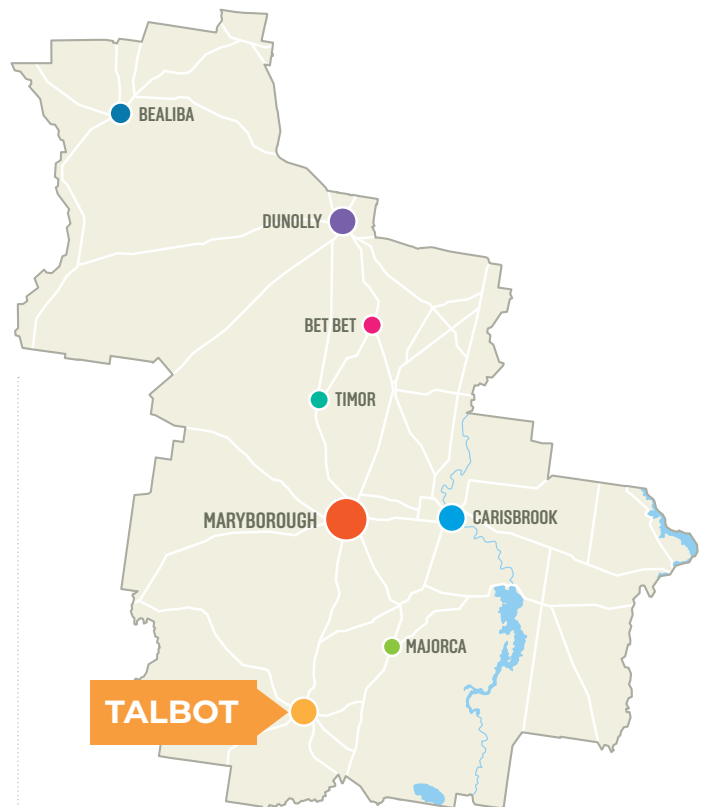 BEALIBA
DUNOLLY
BET BET
TIMOR
MARYBOROUGH
CARISBROOK
MAJORCA
TALBOT